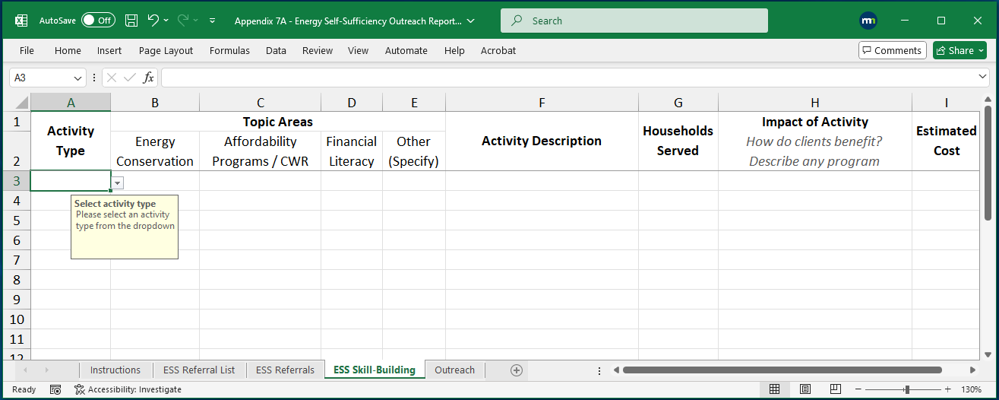 AutoSave Off Appendix 7A - Energy Self-Sufficiency Outreach Report... Search mn
File Home Insert Page Layout Formulas Data Review View Automate Help Acrobat Comments Share
A3 fx
A B C D E F G H I
1 Activity Type Topic Areas Activity Description Households Served Impact of Activity Estimated Cost
Energy Affordability Financial Other How do clients benefit?
2 Conservation Programs / CWR Literacy (Specify) Describe any program
3
4
Select activity type
Please select an activity
5
type from the dropdown
6
7
8
9
10
11
12
Instructions ESS Referral List ESS Referrals ESS Skill-Building Outreach
Ready Accessibility: Investigate 130%